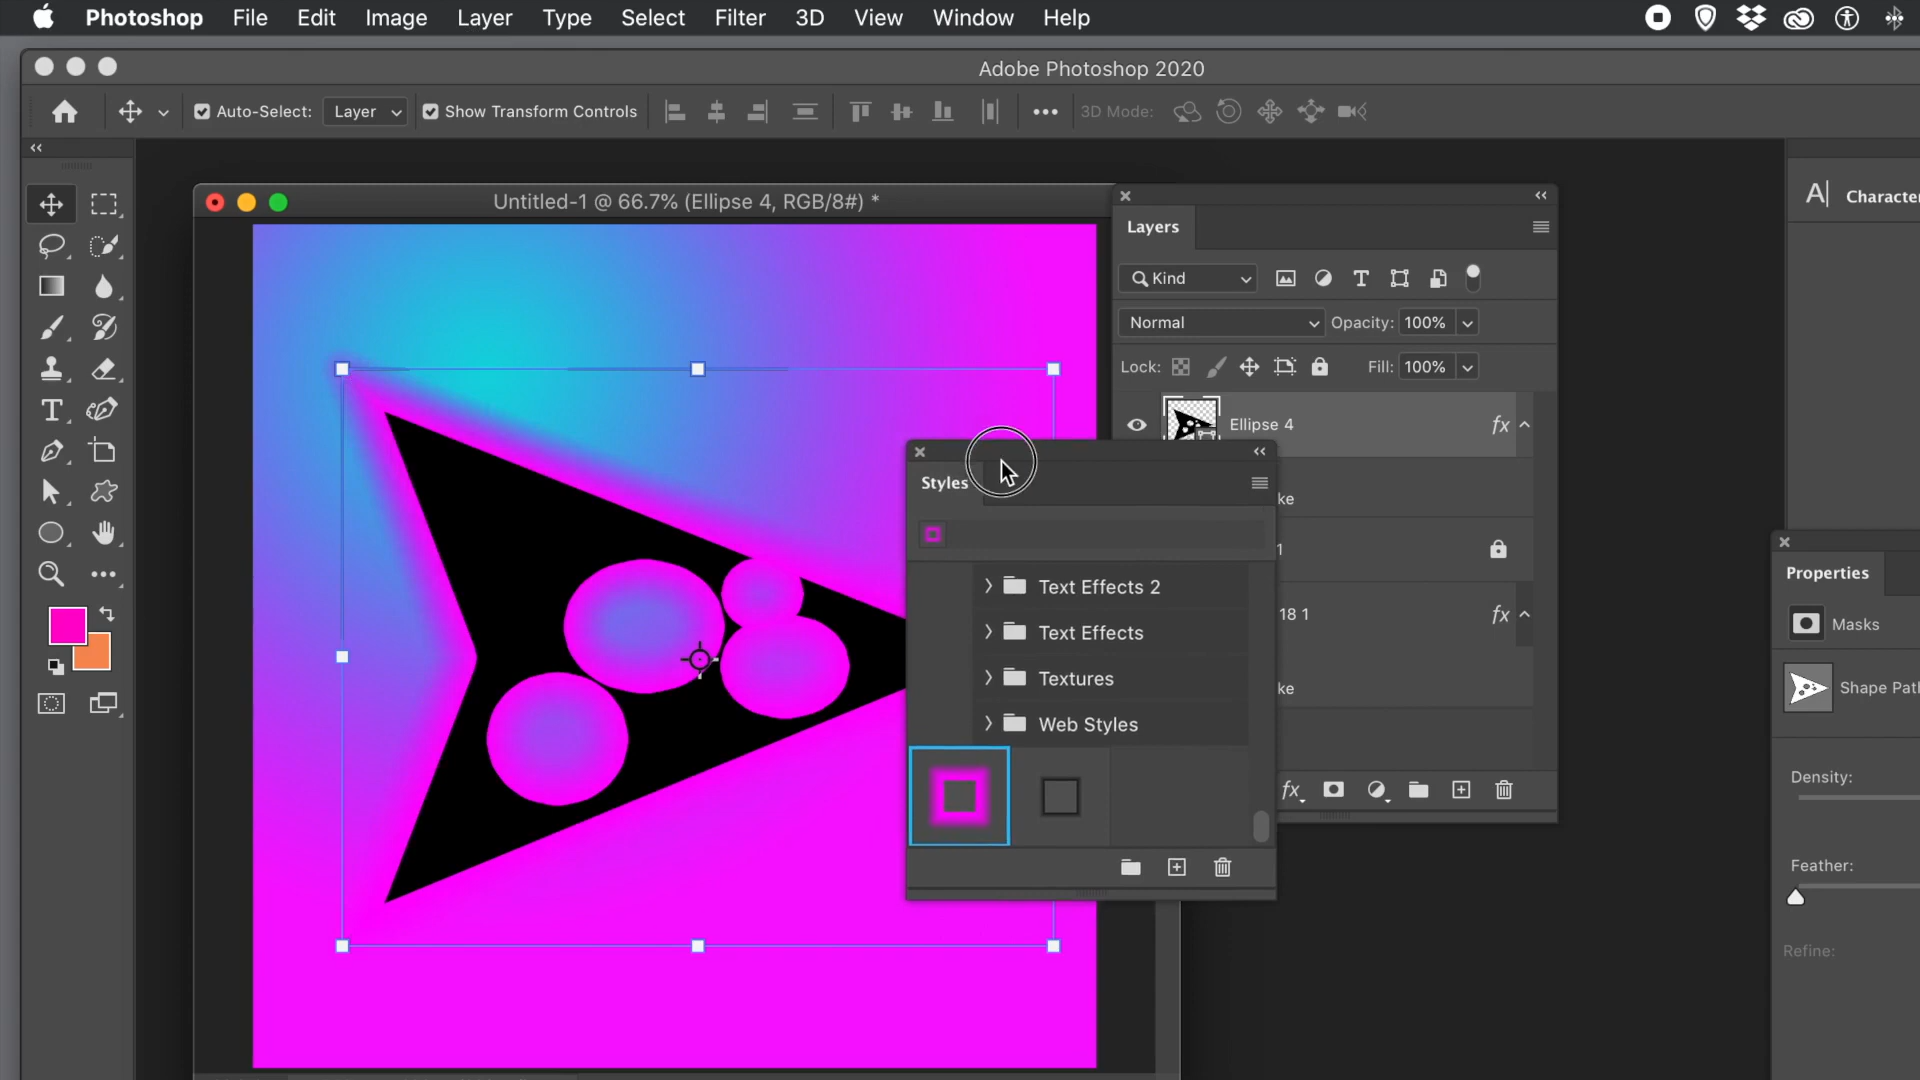 Photoshop File Edit Image Layer Type Select Filter 3D View Window Help
Adobe Photoshop 2020
Auto-Select: Layer Show Transform Controls 3D Mode:
Untitled-1 @ 66.7% (Ellipse 4, RGB/8#) *
Layers
Kind
Normal Opacity: 100%
Lock: Fill: 100%
Ellipse 4 fx
Styles
ke
1
18 1 fx
ke
fx
Text Effects 2
Text Effects
Textures
Web Styles
A| Character
Properties
Masks
Shape Path
Density:
Feather:
Refine: